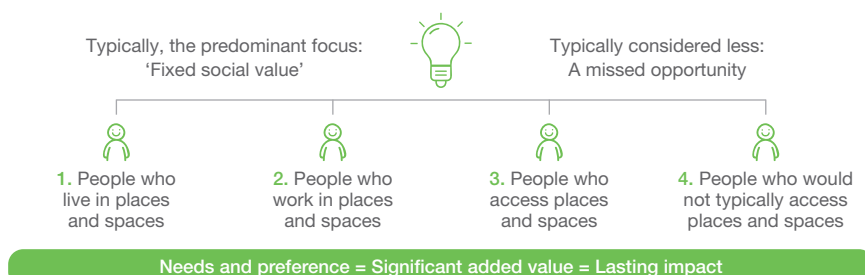 Typically, the predominant focus:
‘Fixed social value’
Typically considered less:
A missed opportunity
1. People who
live in places
and spaces
2. People who
work in places
and spaces
3. People who
access places
and spaces
4. People who would
not typically access
places and spaces
Needs and preference = Significant added value = Lasting impact